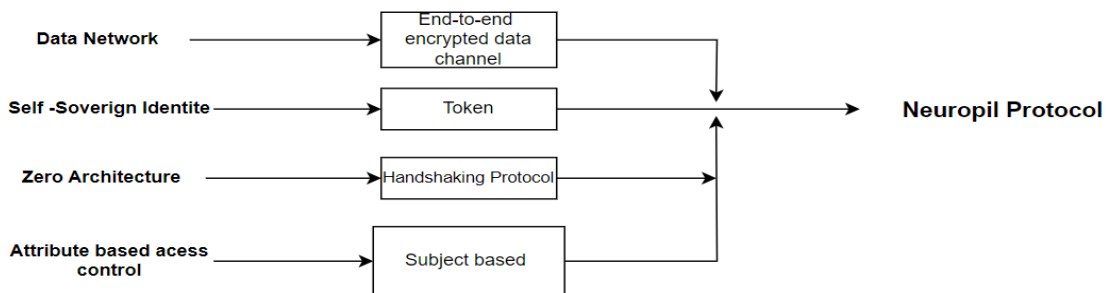 Data Network
End-to-end
encrypted data
channel
Self -Soverign Identite
Token
Neuropil Protocol
Zero Architecture
Handshaking Protocol
Attribute based acess
control
Subject based